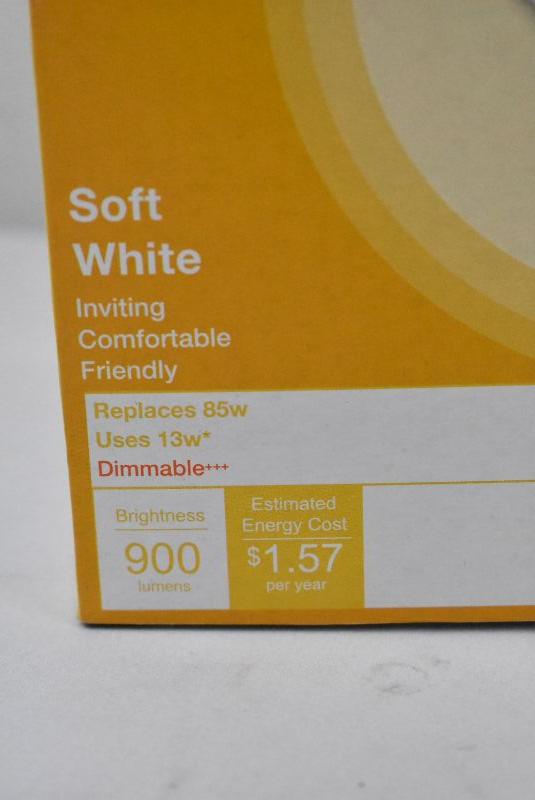 Soft
White
Inviting
Comfortable
Friendly
Replaces 85w
Uses 13w*
Dimmable+++
Brightness
900
lumens
Estimated
Energy Cost
$1.57
per year